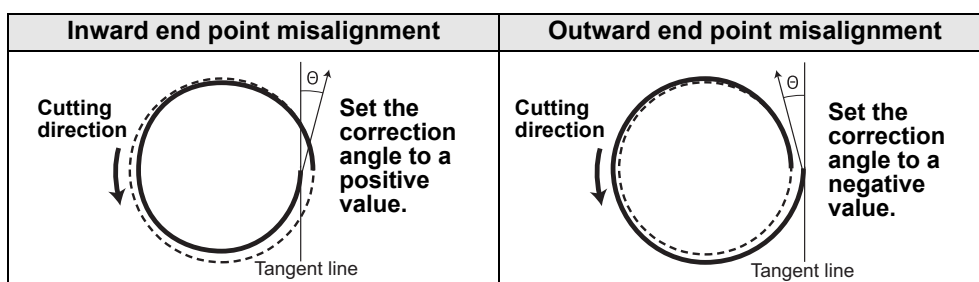 Inward end point misalignment
Outward end point misalignment
Cutting
direction
Θ
Set the
correction
angle to a
positive
value.
Tangent line
Cutting
direction
Θ
Set the
correction
angle to a
negative
value.
Tangent line